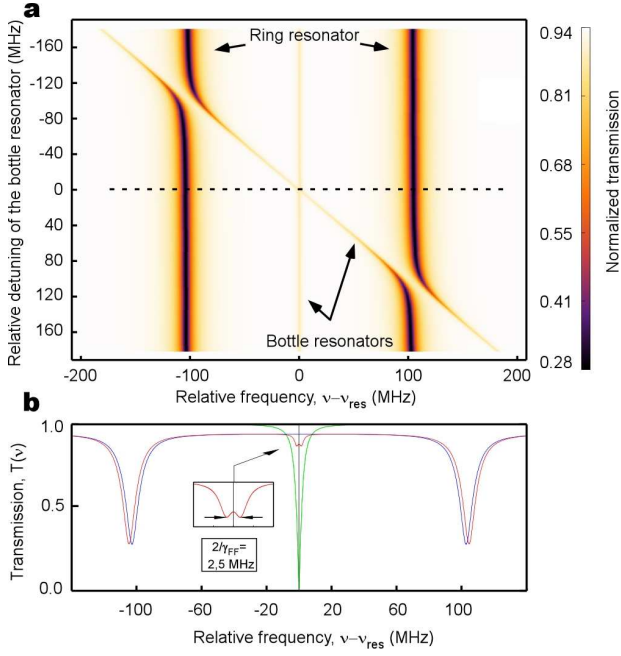 a
Relative detuning of the bottle resonator (MHz)
-160
-120
-80
-40
0
40
80
120
160
Ring resonator
Bottle resonators
-200
-100
0
100
200
Relative frequency, ν–νres (MHz)
0.94
0.81
0.68
0.55
0.41
0.28
Normalized transmission
b
Transmission, T(ν)
1.0
0.5
0.0
2/γFF=
2,5 MHz
-100
-60
-20
20
60
100
Relative frequency, ν–νres (MHz)